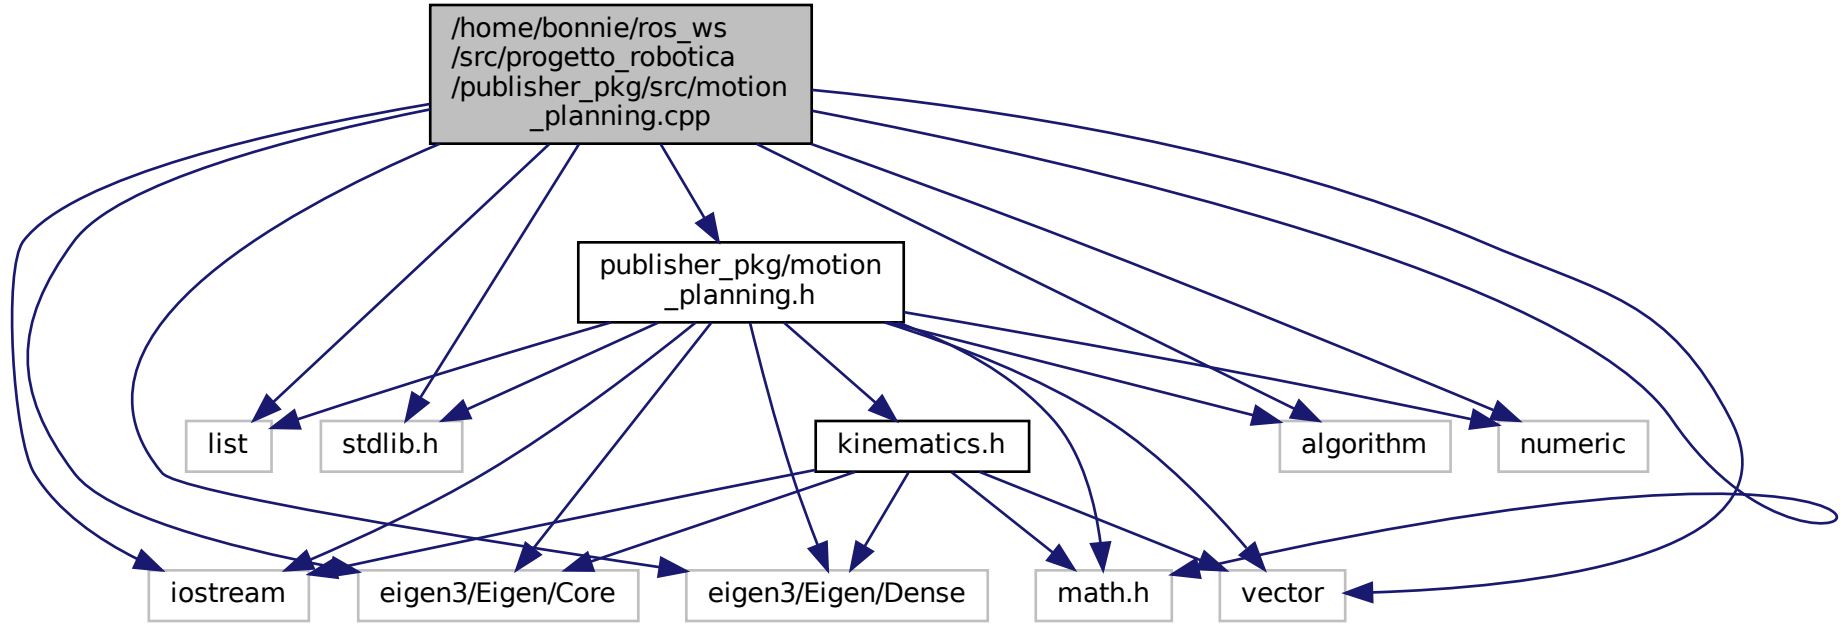 /home/bonnie/ros_ws
/src/progetto_robotica
/publisher_pkg/src/motion
_planning.cpp
publisher_pkg/motion
_planning.h
list
stdlib.h
kinematics.h
algorithm
numeric
iostream
eigen3/Eigen/Core
eigen3/Eigen/Dense
math.h
vector